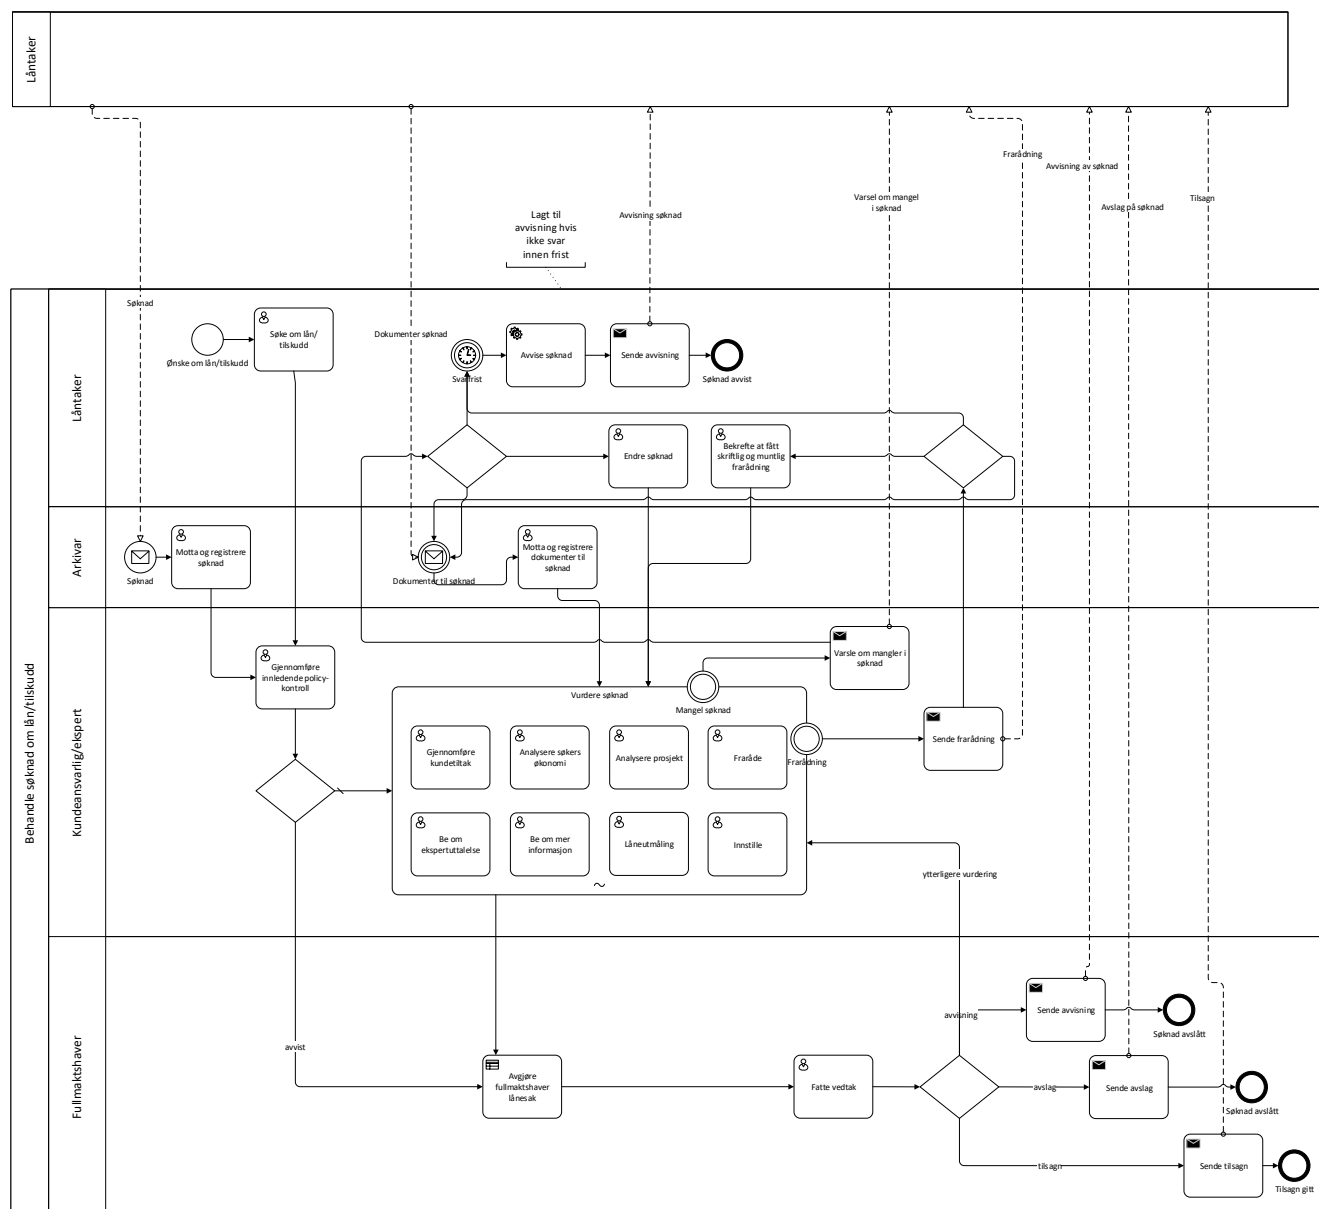 Låntaker
Frarådning
Avvisning av søknad
Varsel om mangel
i søknad
Tilsagn
Avslag på søknad
Lagt til
avvisning hvis
ikke svar
innen frist
Avvisning søknad
Behandle søknad om lån/tilskudd
Låntaker
Søknad
Ønske om lån/tilskudd
Søke om lån/
tilskudd
Dokumenter søknad
Svarfrist
Avvise søknad
Sende avvisning
Søknad avvist
Endre søknad
Bekrefte at fått
skriftlig og muntlig
frarådning
Arkivar
Søknad
Motta og registrere
søknad
Dokumenter til søknad
Motta og registrere
dokumenter til
søknad
Kundeansvarlig/ekspert
Gjennomføre
innledende policy-
kontroll
Varsle om mangler i
søknad
Vurdere søknad
Mangel søknad
Sende frarådning
Frarådning
Gjennomføre
kundetiltak
Analysere søkers
økonomi
Analysere prosjekt
Fraråde
Be om
ekspertuttalelse
Be om mer
informasjon
Låneutmåling
Innstille
ytterligere vurdering
Fullmaktshaver
avvist
Avgjøre
fullmaktshaver
lånesak
Fatte vedtak
avvisning
Sende avvisning
Søknad avslått
avslag
Sende avslag
Søknad avslått
tilsagn
Sende tilsagn
Tilsagn gitt